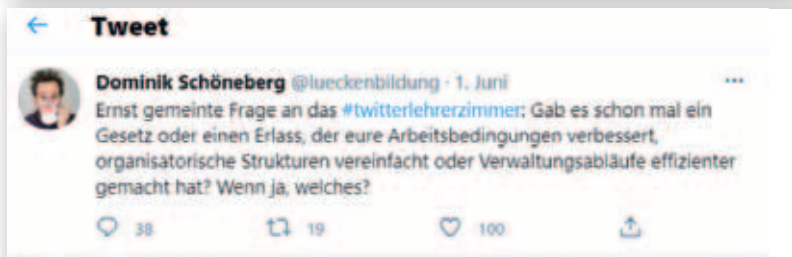 Tweet
Dominik Schöneberg @lueckenbildung · 1. Juni
Ernst gemeinte Frage an das #twitterlehrerzimmer: Gab es schon mal ein
Gesetz oder einen Erlass, der eure Arbeitsbedingungen verbessert,
organisatorische Strukturen vereinfacht oder Verwaltungsabläufe effizienter
gemacht hat? Wenn ja, welches?
38 19 100